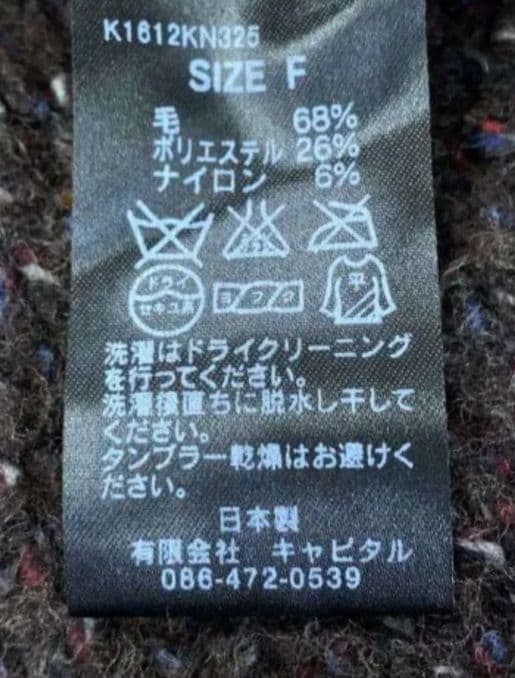 K1612KN325
SIZE F
毛 68%
ポリエステル 26%
ナイロン 6%
ドライ
セキユ系
ヨワク
平
洗濯はドライクリーニング
を行ってください。
洗濯後直ちに脱水し干して
ください。
タンブラー乾燥はお避けく
ださい。
日本製
有限会社 キャピタル
086-472-0539